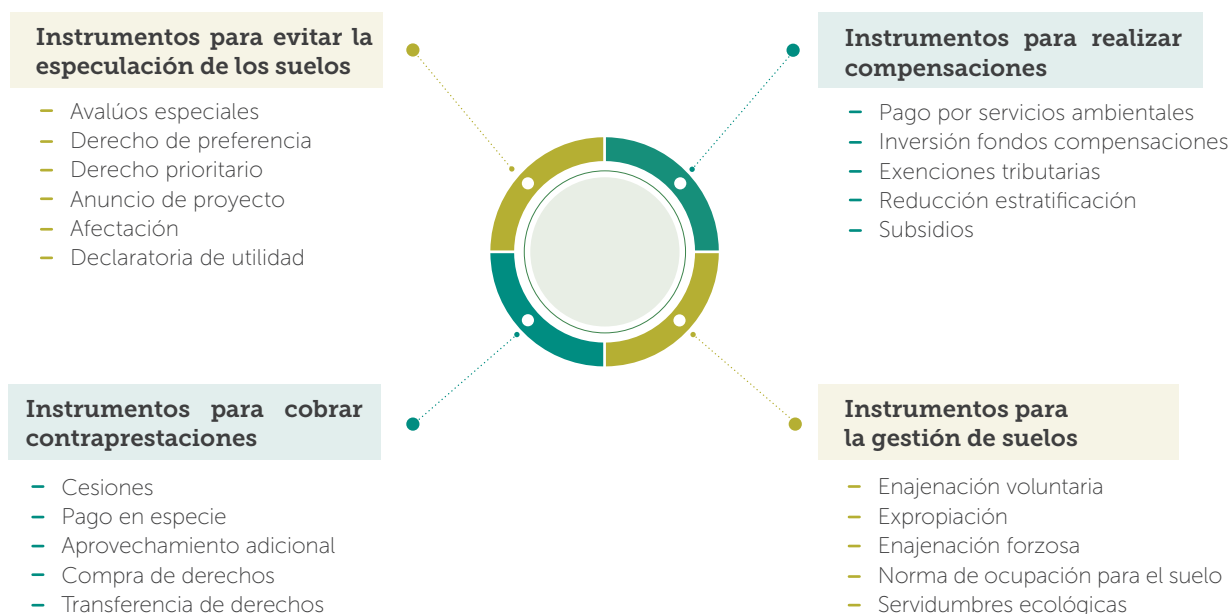 Instrumentos para evitar la
especulación de los suelos
– Avalúos especiales
– Derecho de preferencia
– Derecho prioritario
– Anuncio de proyecto
– Afectación
– Declaratoria de utilidad
Instrumentos para realizar
compensaciones
– Pago por servicios ambientales
– Inversión fondos compensaciones
– Exenciones tributarias
– Reducción estratificación
– Subsidios
Instrumentos para cobrar
contraprestaciones
– Cesiones
– Pago en especie
– Aprovechamiento adicional
– Compra de derechos
– Transferencia de derechos
Instrumentos para
la gestión de suelos
– Enajenación voluntaria
– Expropiación
– Enajenación forzosa
– Norma de ocupación para el suelo
– Servidumbres ecológicas